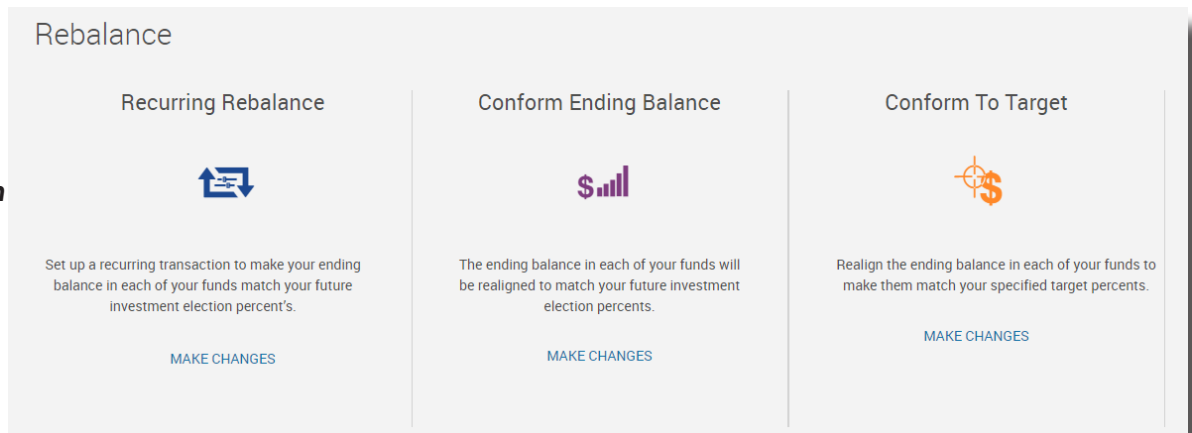 Rebalance
Recurring Rebalance
Set up a recurring transaction to make your ending
balance in each of your funds match your future
investment election percent's.
MAKE CHANGES
Conform Ending Balance
$
The ending balance in each of your funds will
be realigned to match your future investment
election percents.
MAKE CHANGES
Conform To Target
$
Realign the ending balance in each of your funds to
make them match your specified target percents.
MAKE CHANGES